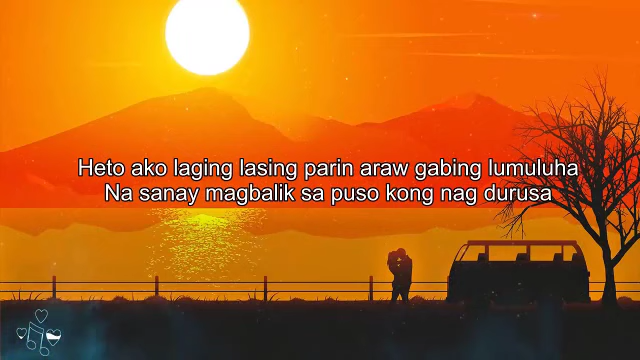 Heto ako laging lasing parin araw gabing lumuluha
Na sanay magbalik sa puso kong nag durusa